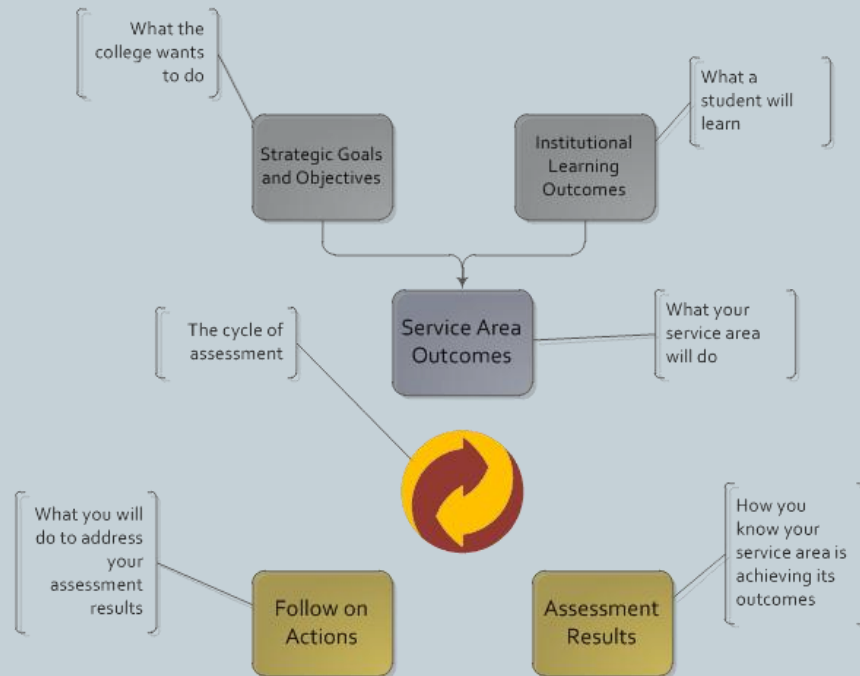 What the
college wants
to do
What a
student will
learn
Strategic Goals
and Objectives
Institutional
Learning
Outcomes
The cycle of
assessment
Service Area
Outcomes
What your
service area
will do
What you will
do to address
your
assessment
results
How you
know your
service area is
achieving its
outcomes
Follow on
Actions
Assessment
Results